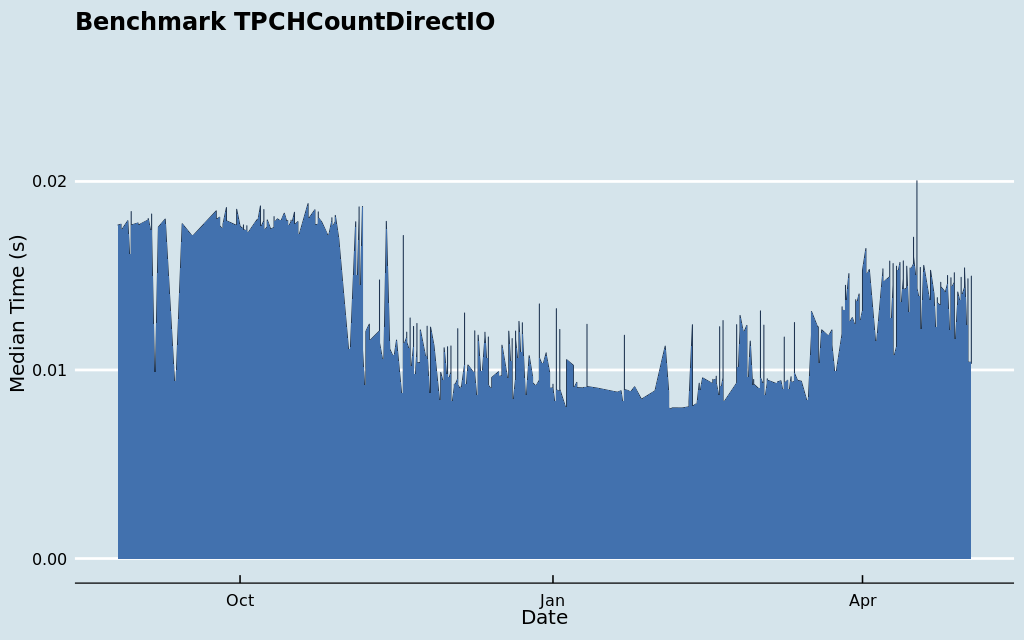 Benchmark TPCHCountDirectIO
Median Time (s)
0.02
0.01
0.00
Oct
Jan
Apr
Date